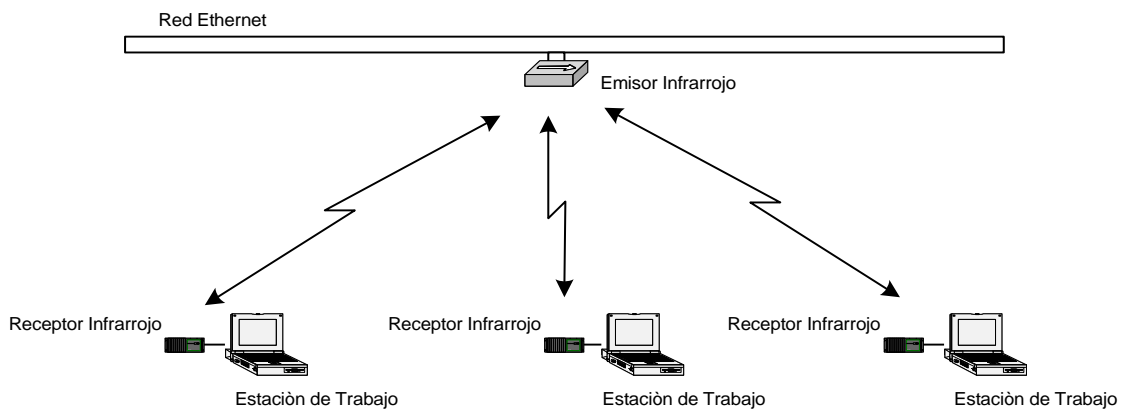 Red Ethernet
Emisor Infrarrojo
Receptor Infrarrojo
Receptor Infrarrojo
Receptor Infrarrojo
Estaciòn de Trabajo
Estaciòn de Trabajo
Estaciòn de Trabajo